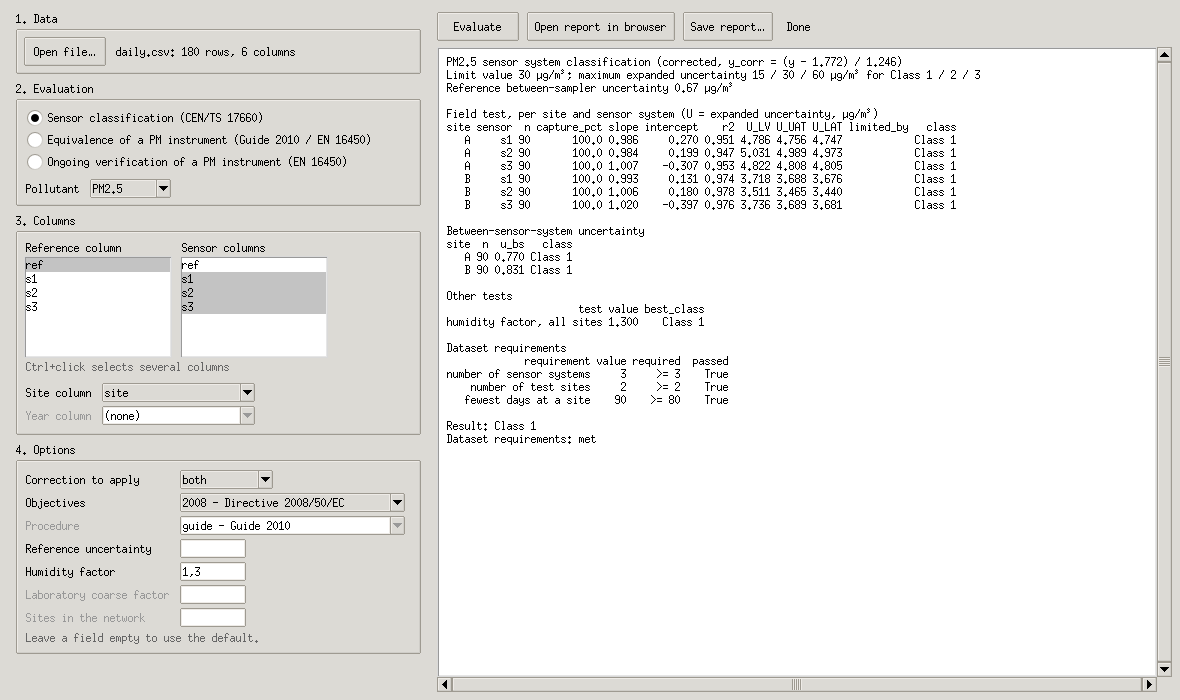 1. Data
Open file…
daily.csv: 180 rows, 6 columns
2. Evaluation
Sensor classification (CEN/TS 17660)
Equivalence of a PM instrument (Guide 2010 / EN 16450)
Ongoing verification of a PM instrument (EN 16450)
Pollutant PM2.5
3. Columns
Reference column
ref
s1
s2
s3
Sensor columns
ref
s1
s2
s3
Ctrl+click selects several columns
Site column site
Year column (none)
4. Options
Correction to apply both
Objectives 2008 - Directive 2008/50/EC
Procedure guide - Guide 2010
Reference uncertainty
Humidity factor 1,3
Laboratory coarse factor
Sites in the network
Leave a field empty to use the default.
Evaluate
Open report in browser
Save report…
Done
PM2.5 sensor system classification (corrected, y_corr = (y - 1.772) / 1.246)
Limit value 30 µg/m³; maximum expanded uncertainty 15 / 30 / 60 µg/m³ for Class 1 / 2 / 3
Reference between-sampler uncertainty 0.67 µg/m³
Field test, per site and sensor system (U = expanded uncertainty, µg/m³)
site sensor n capture_pct slope intercept r2 U_LV U_UAT U_LAT limited_by class
A s1 90 100.0 0.986 0.270 0.951 4.786 4.756 4.747 Class 1
A s2 90 100.0 0.984 0.199 0.947 5.031 4.989 4.973 Class 1
A s3 90 100.0 1.007 -0.307 0.953 4.822 4.808 4.805 Class 1
B s1 90 100.0 0.993 0.131 0.974 3.718 3.688 3.676 Class 1
B s2 90 100.0 1.006 0.180 0.978 3.511 3.465 3.440 Class 1
B s3 90 100.0 1.020 -0.397 0.976 3.736 3.689 3.681 Class 1
Between-sensor-system uncertainty
site n u_bs class
A 90 0.770 Class 1
B 90 0.831 Class 1
Other tests
test value best_class
humidity factor, all sites 1.300 Class 1
Dataset requirements
requirement value required passed
number of sensor systems 3 >= 3 True
number of test sites 2 >= 2 True
fewest days at a site 90 >= 80 True
Result: Class 1
Dataset requirements: met